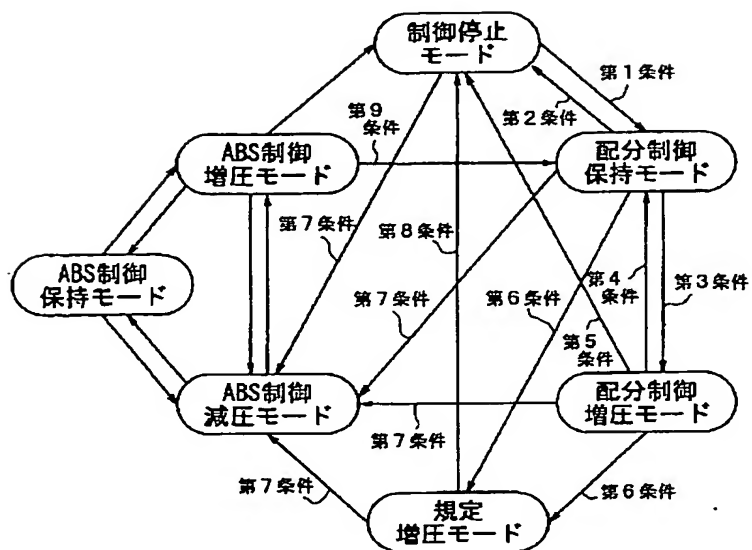 制御停止
モード
第1条件
第2条件
第9
条件
ABS制御
増圧モード
配分制御
保持モード
第7条件
第8条件
ABS制御
保持モード
第7条件
第6条件
第4
条件
第3条件
第5
条件
ABS制御
減圧モード
配分制御
増圧モード
第7条件
第7条件
規定
増圧モード
第6条件